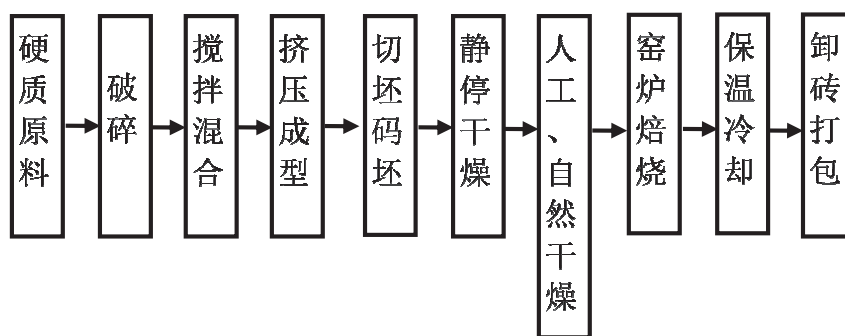 硬质原料
破碎
搅拌混合
挤压成型
切坯码坯
静停干燥
人工、自然干燥
窑炉焙烧
保温冷却
卸砖打包